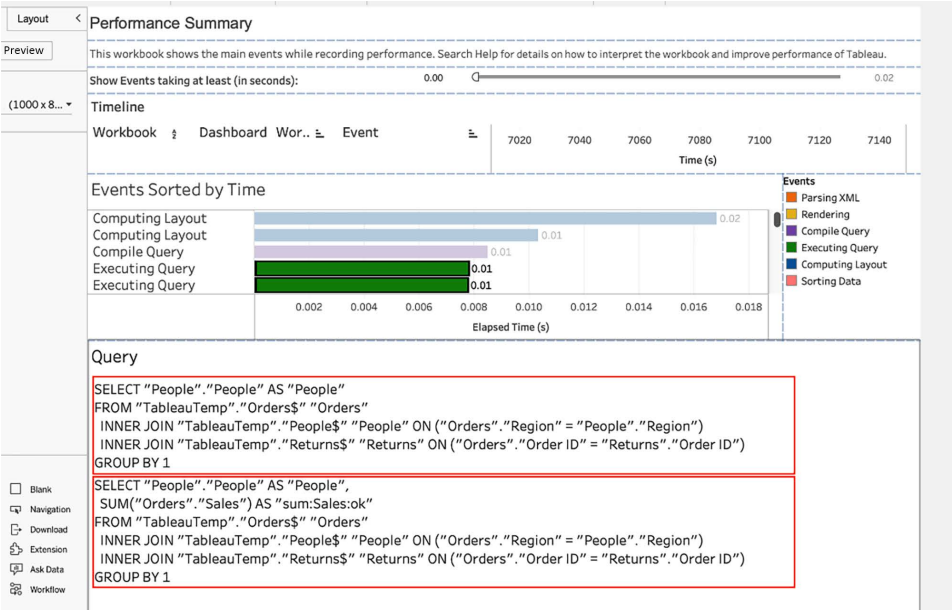 Layout
Performance Summary
Preview
This workbook shows the main events while recording performance. Search Help for details on how to interpret the workbook and improve performance of Tableau.
Show Events taking at least (in seconds):
0.00
0.02
(1000 x 8...
Timeline
Workbook Dashboard Wor.. Event
7020 7040 7060 7080 7100 7120 7140
Time (s)
Events Sorted by Time
Computing Layout 0.02
Computing Layout 0.01
Compile Query 0.01
Executing Query 0.01
Executing Query 0.01
0.002 0.004 0.006 0.008 0.010 0.012 0.014 0.016 0.018
Elapsed Time (s)
Events
Parsing XML
Rendering
Compile Query
Executing Query
Computing Layout
Sorting Data
Query
SELECT "People"."People" AS "People"
FROM "TableauTemp"."Orders$" "Orders"
INNER JOIN "TableauTemp"."People$" "People" ON ("Orders"."Region" = "People"."Region")
INNER JOIN "TableauTemp"."Returns$" "Returns" ON ("Orders"."Order ID" = "Returns"."Order ID")
GROUP BY 1
SELECT "People"."People" AS "People",
SUM("Orders"."Sales") AS "sum:Sales:ok"
FROM "TableauTemp"."Orders$" "Orders"
INNER JOIN "TableauTemp"."People$" "People" ON ("Orders"."Region" = "People"."Region")
INNER JOIN "TableauTemp"."Returns$" "Returns" ON ("Orders"."Order ID" = "Returns"."Order ID")
GROUP BY 1
Blank
Navigation
Download
Extension
Ask Data
Workflow